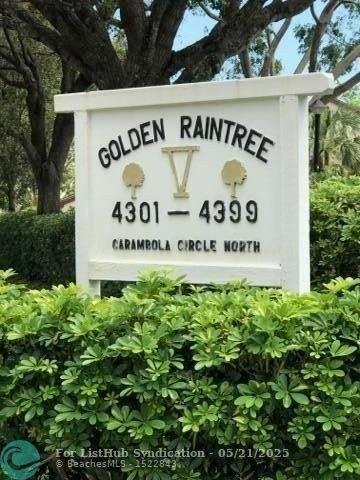 GOLDEN RAINTREE
V
4301 — 4399
CARAMBOLA CIRCLE NORTH
For ListHub Syndication - 05/21/2025
©BeachesMLS - 1522843